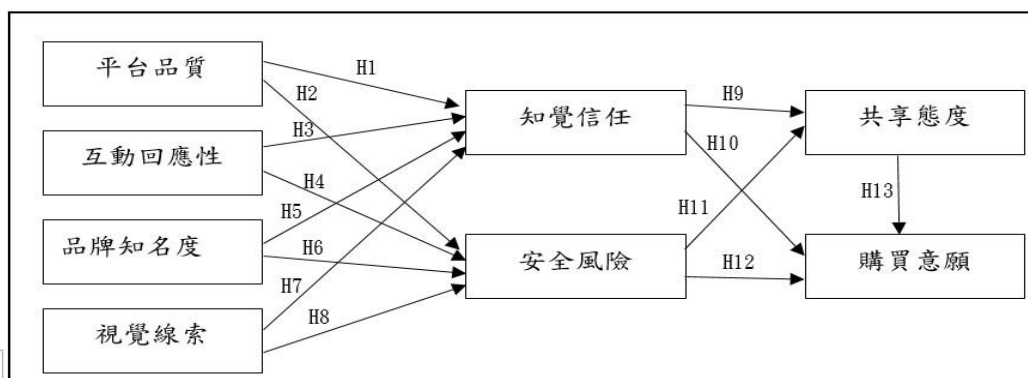 平台品質
互動回應性
品牌知名度
視覺線索
H1
H2
H3
H4
H5
H6
H7
H8
知覺信任
安全風險
H9
H10
H11
H12
共享態度
H13
購買意願